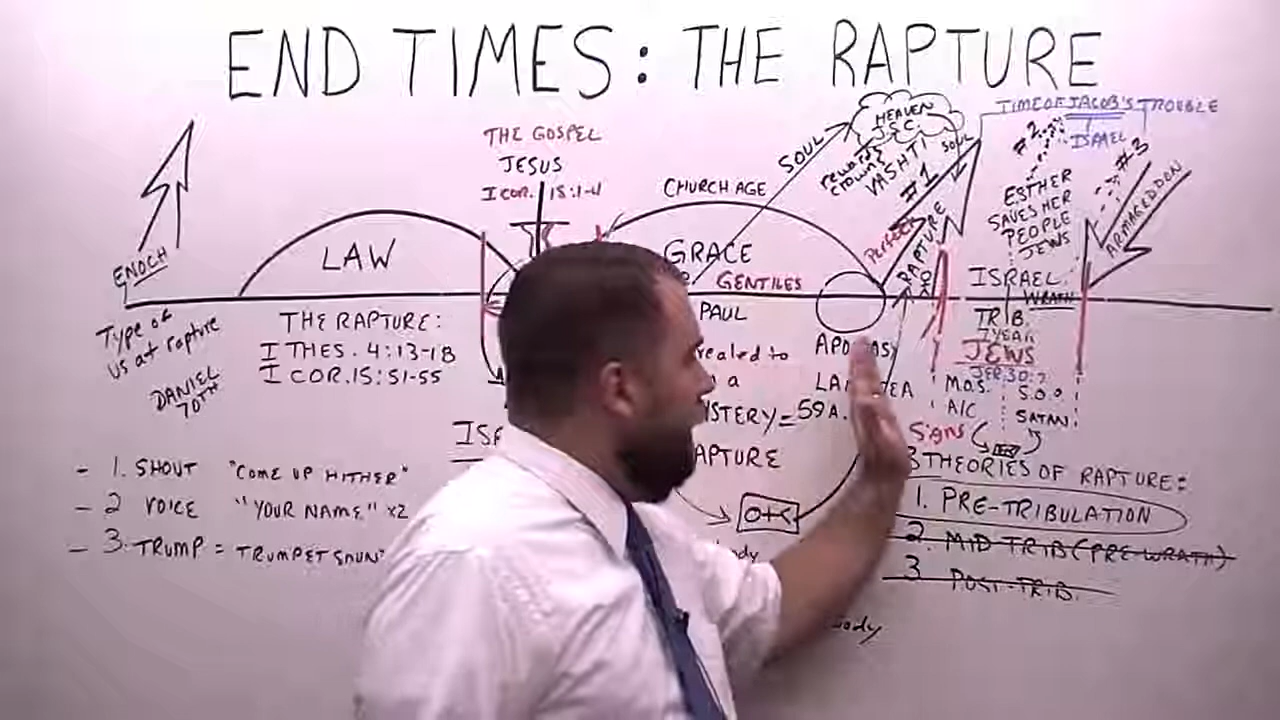 END TIMES: THE RAPTURE
ENOCH
Type of
us at rapture
DANIEL
70TH
LAW
THE RAPTURE:
I THES. 4:13-18
I COR. 15:51-55
- 1. SHOUT "COME UP HITHER"
- 2 VOICE "YOUR NAME" X2
- 3. TRUMP = TRUMPET
THE GOSPEL
JESUS
I COR. 15:1-4
CHURCH AGE
GRACE
GENTILES
PAUL
to
a
59 A.
SOUL
HEAVEN
J.S.C.
rewards
crowns
VASHTI
SOUL
#1
RAPTURE
TIME OF JACOB'S TROUBLE
ISRAEL
#2
#3
ESTHER
SAVES HER
PEOPLE
JEWS
ARMAGEDDON
ISRAEL
WRATH
TRIB.
7 YEAR
JEWS
JER. 30:7
M.O.S. S.O.P.
A/C SATAN
SIGNS
3 THEORIES OF RAPTURE:
1. PRE-TRIBULATION
2. MID TRIB (PRE-WRATH)
3 POST-TRIB.
Body